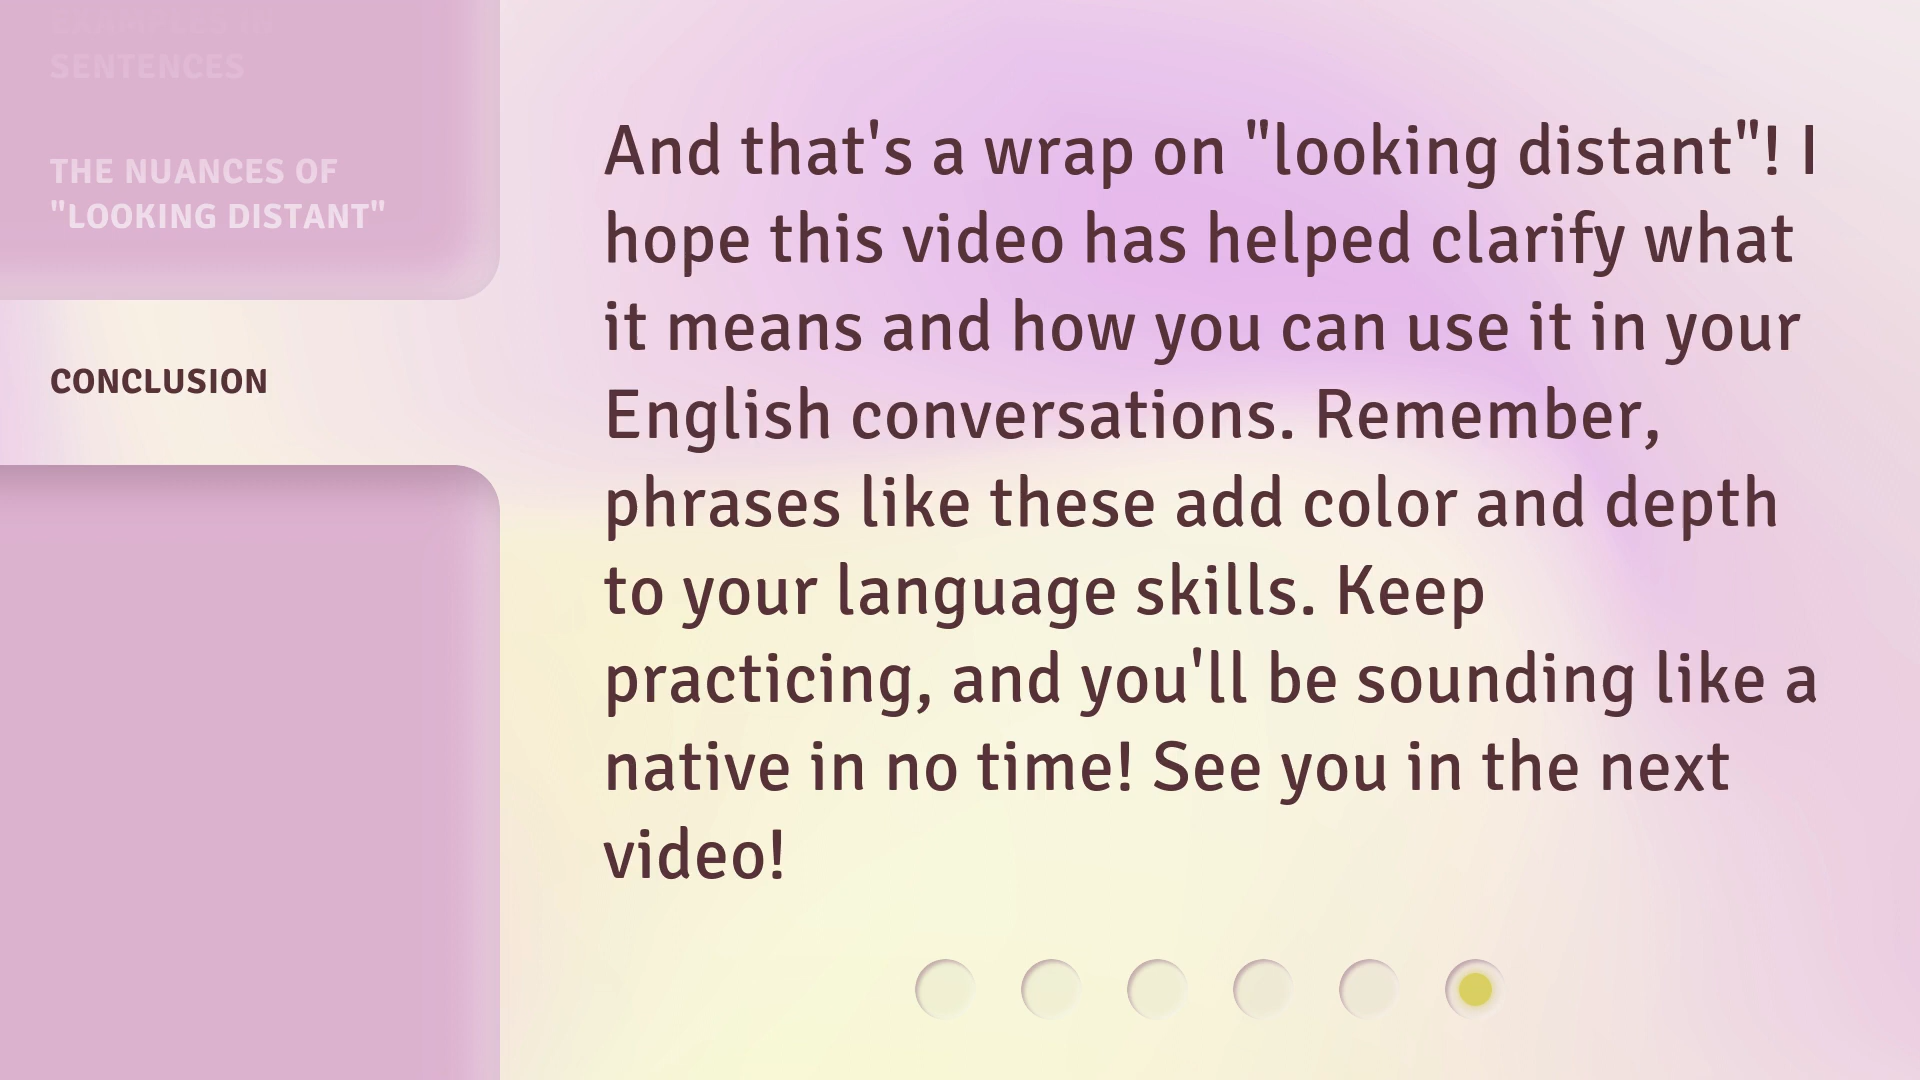 EXAMPLES IN
SENTENCES
THE NUANCES OF
"LOOKING DISTANT"
CONCLUSION
And that's a wrap on "looking distant"! I
hope this video has helped clarify what
it means and how you can use it in your
English conversations. Remember,
phrases like these add color and depth
to your language skills. Keep
practicing, and you'll be sounding like a
native in no time! See you in the next
video!